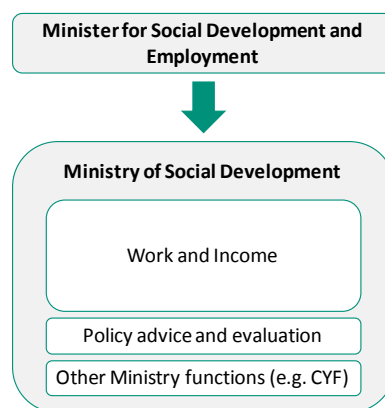 Minister for Social Development and
Employment
Ministry of Social Development
Work and Income
Policy advice and evaluation
Other Ministry functions (e.g. CYF)